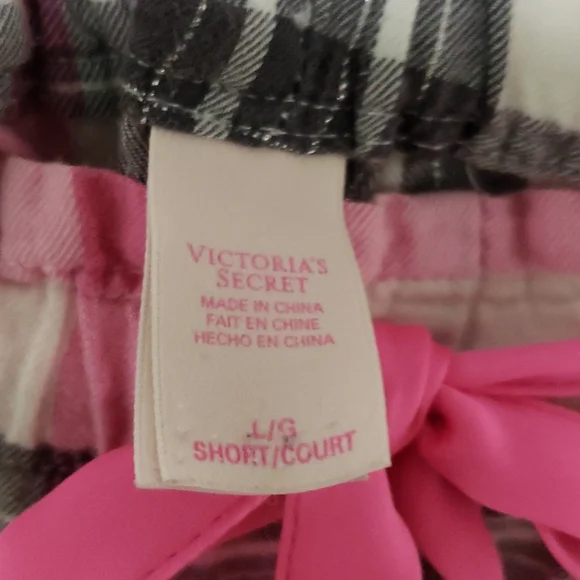 VICTORIA'S
SECRET
MADE IN CHINA
FAIT EN CHINE
HECHO EN CHINA
L/G
SHORT/COURT